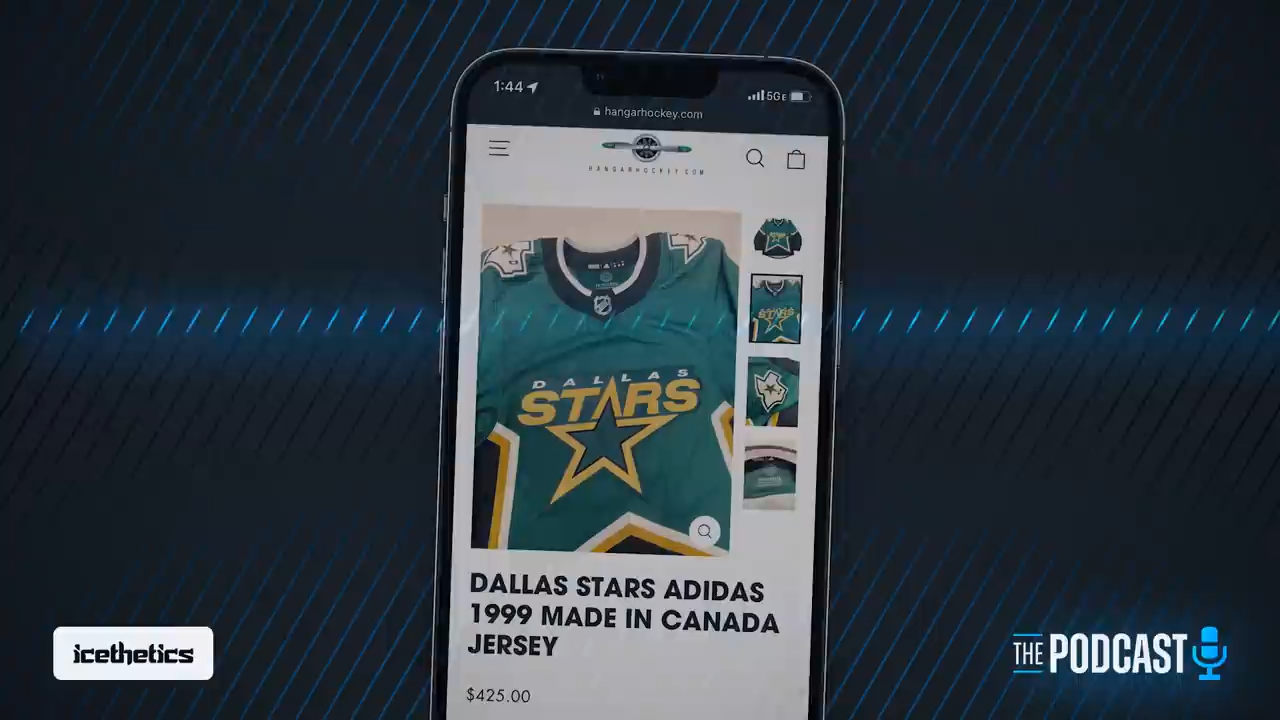 1:44
5GE
hangarhockey.com
HANGARHOCKEY.COM
DALLAS
STARS
DALLAS STARS ADIDAS
1999 MADE IN CANADA
JERSEY
$425.00
icethetics
THE PODCAST